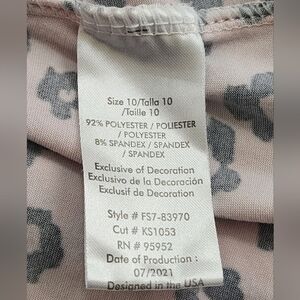 Size 10/Talla 10
/Taille 10
92% POLYESTER / POLIESTER
/ POLYESTER
8% SPANDEX / SPANDEX
/ SPANDEX
Exclusive of Decoration
Exclusivo de la Decoración
Exclusif de Decoration
Style # FS7-83970
Cut # KS1053
RN # 95952
Date of Production :
07/2021
Designed in the USA